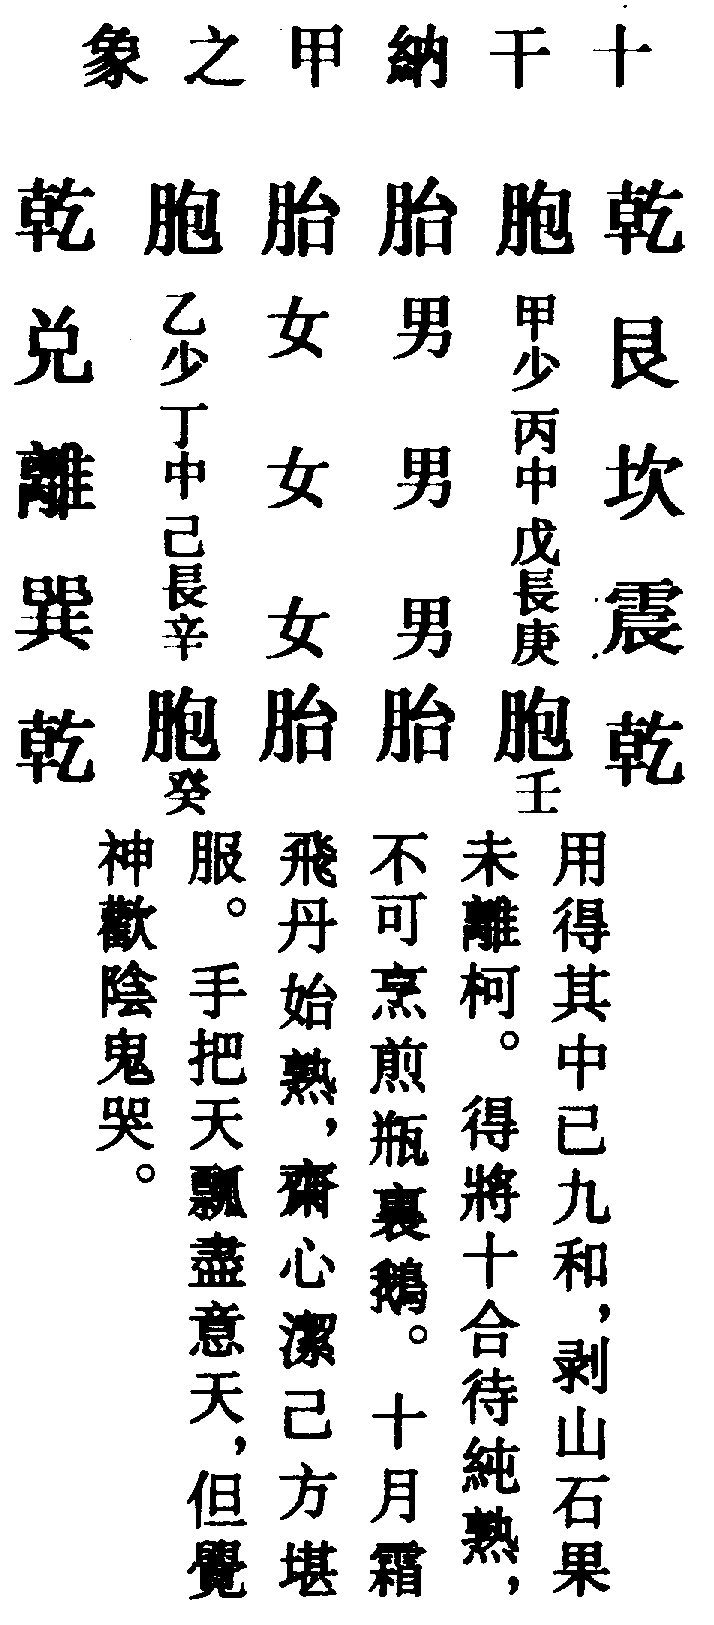 十干納甲之象
乾艮坎震乾
胞甲少丙中戊長庚胞壬
胎男男男胎
胎女女女胎
胞乙少丁中己長辛胞癸
乾兑離巽乾
用得其中已九和，剥山石果
未離柯。得將十合待純熟，
不可烹煎瓶裏鵝。十月霜
飛丹始熟，齋心潔己方堪
服。手把天瓢盡意天，但覺
神歡陰鬼哭。